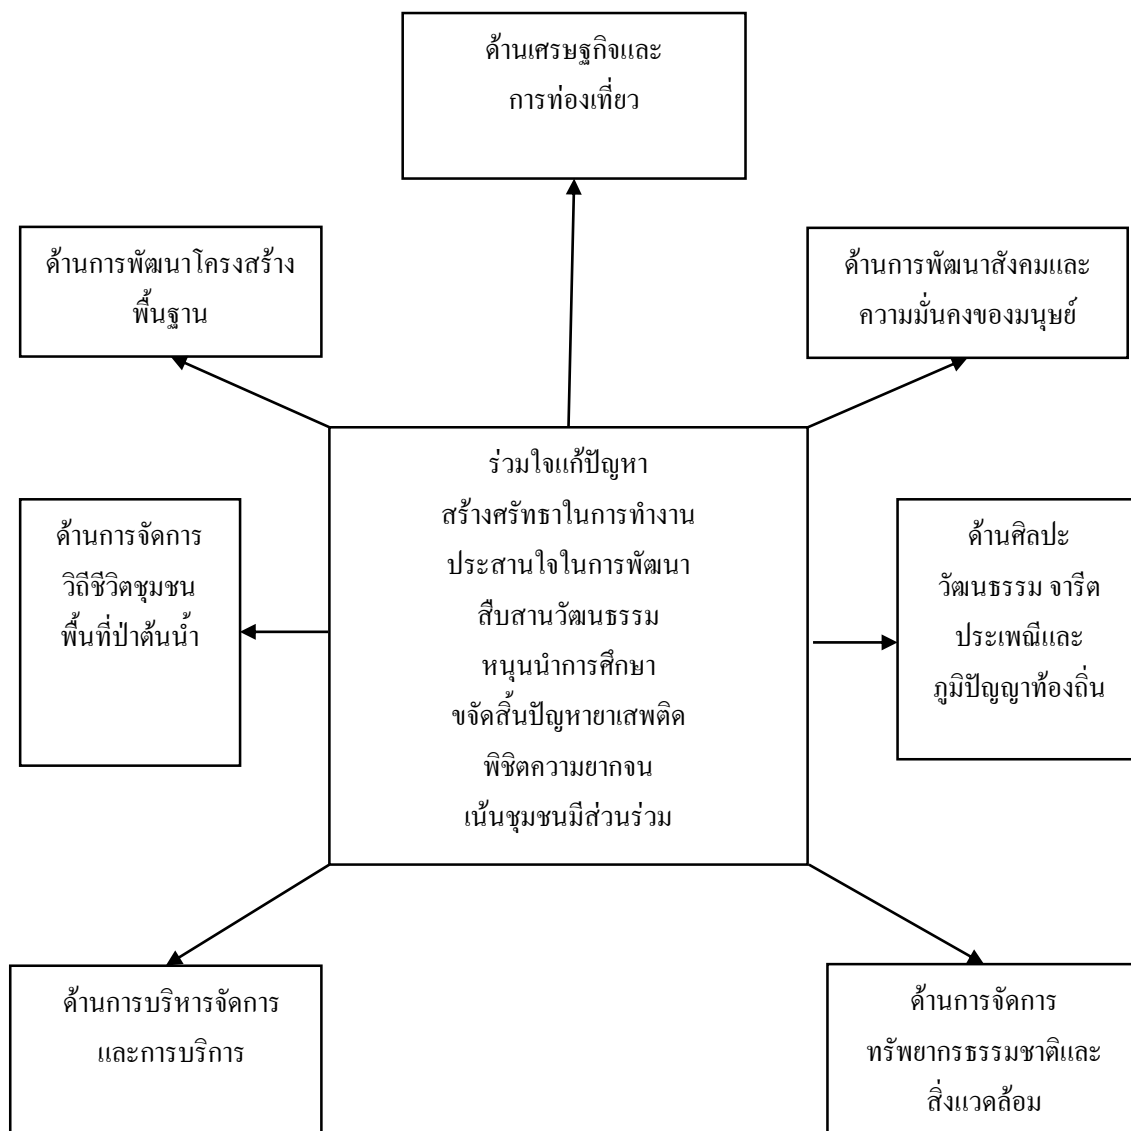 ด้านเศรษฐกิจและ
การท่องเที่ยว
ด้านการพัฒนาโครงสร้าง
พื้นฐาน
ด้านการพัฒนาสังคมและ
ความมั่นคงของมนุษย์
ร่วมใจแก้ปัญหา
สร้างศรัทธาในการทำงาน
ประสานใจในการพัฒนา
สืบสานวัฒนธรรม
หนุนนำการศึกษา
ขจัดสิ้นปัญหายาเสพติด
พิชิตความยากจน
เน้นชุมชนมีส่วนร่วม
ด้านการจัดการ
วิถีชีวิตชุมชน
พื้นที่ป่าต้นน้ำ
ด้านศิลปะ
วัฒนธรรม จารีต
ประเพณีและ
ภูมิปัญญาท้องถิ่น
ด้านการบริหารจัดการ
และการบริการ
ด้านการจัดการ
ทรัพยากรธรรมชาติและ
สิ่งแวดล้อม